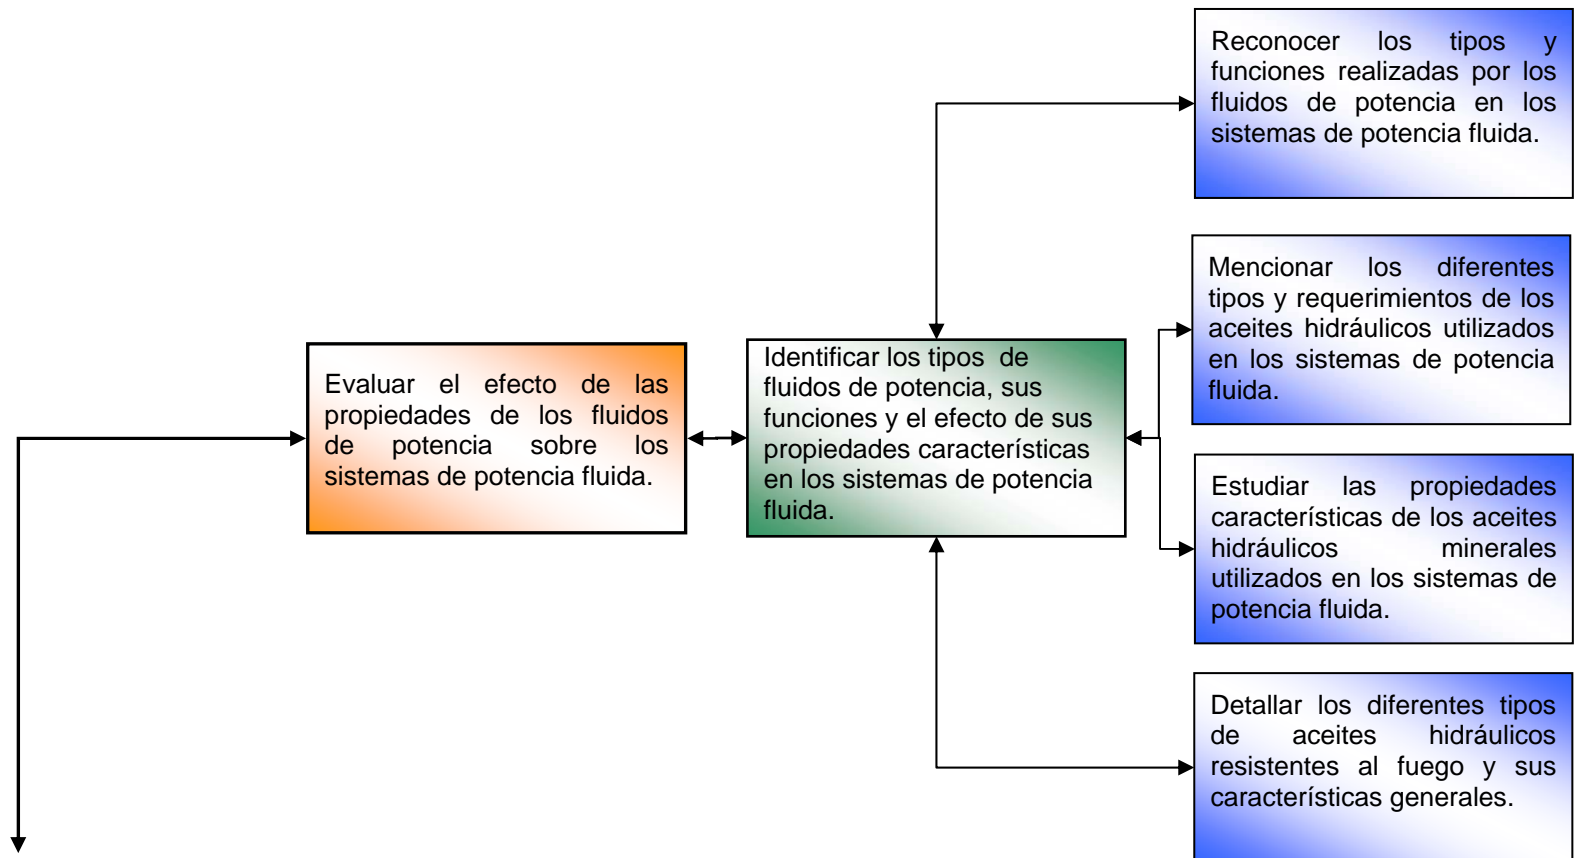 Reconocer los tipos y
funciones realizadas por los
fluidos de potencia en los
sistemas de potencia fluida.
Mencionar los diferentes
tipos y requerimientos de los
aceites hidráulicos utilizados
en los sistemas de potencia
fluida.
Evaluar el efecto de las
propiedades de los fluidos
de potencia sobre los
sistemas de potencia fluida.
Identificar los tipos de
fluidos de potencia, sus
funciones y el efecto de sus
propiedades características
en los sistemas de potencia
fluida.
Estudiar las propiedades
características de los aceites
hidráulicos minerales
utilizados en los sistemas de
potencia fluida.
Detallar los diferentes tipos
de aceites hidráulicos
resistentes al fuego y sus
características generales.